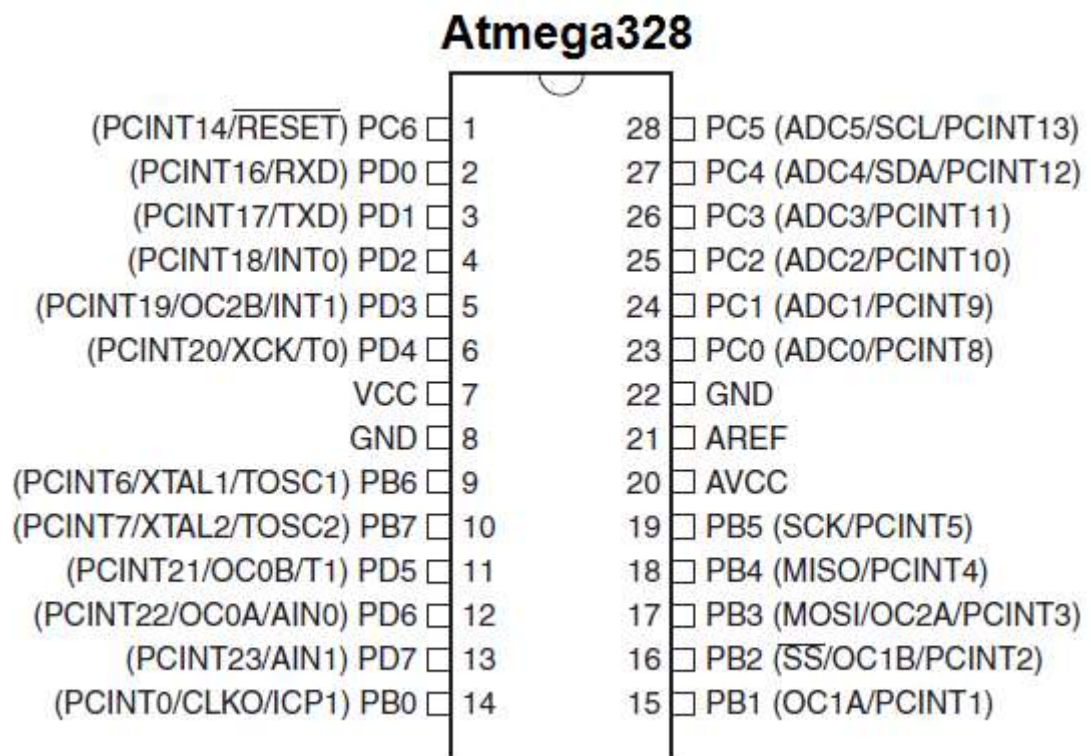 Atmega328
(PCINT14/RESET) PC6 1 28 PC5 (ADC5/SCL/PCINT13)
(PCINT16/RXD) PD0 2 27 PC4 (ADC4/SDA/PCINT12)
(PCINT17/TXD) PD1 3 26 PC3 (ADC3/PCINT11)
(PCINT18/INT0) PD2 4 25 PC2 (ADC2/PCINT10)
(PCINT19/OC2B/INT1) PD3 5 24 PC1 (ADC1/PCINT9)
(PCINT20/XCK/T0) PD4 6 23 PC0 (ADC0/PCINT8)
VCC 7 22 GND
GND 8 21 AREF
(PCINT6/XTAL1/TOSC1) PB6 9 20 AVCC
(PCINT7/XTAL2/TOSC2) PB7 10 19 PB5 (SCK/PCINT5)
(PCINT21/OC0B/T1) PD5 11 18 PB4 (MISO/PCINT4)
(PCINT22/OC0A/AIN0) PD6 12 17 PB3 (MOSI/OC2A/PCINT3)
(PCINT23/AIN1) PD7 13 16 PB2 (SS/OC1B/PCINT2)
(PCINT0/CLKO/ICP1) PB0 14 15 PB1 (OC1A/PCINT1)